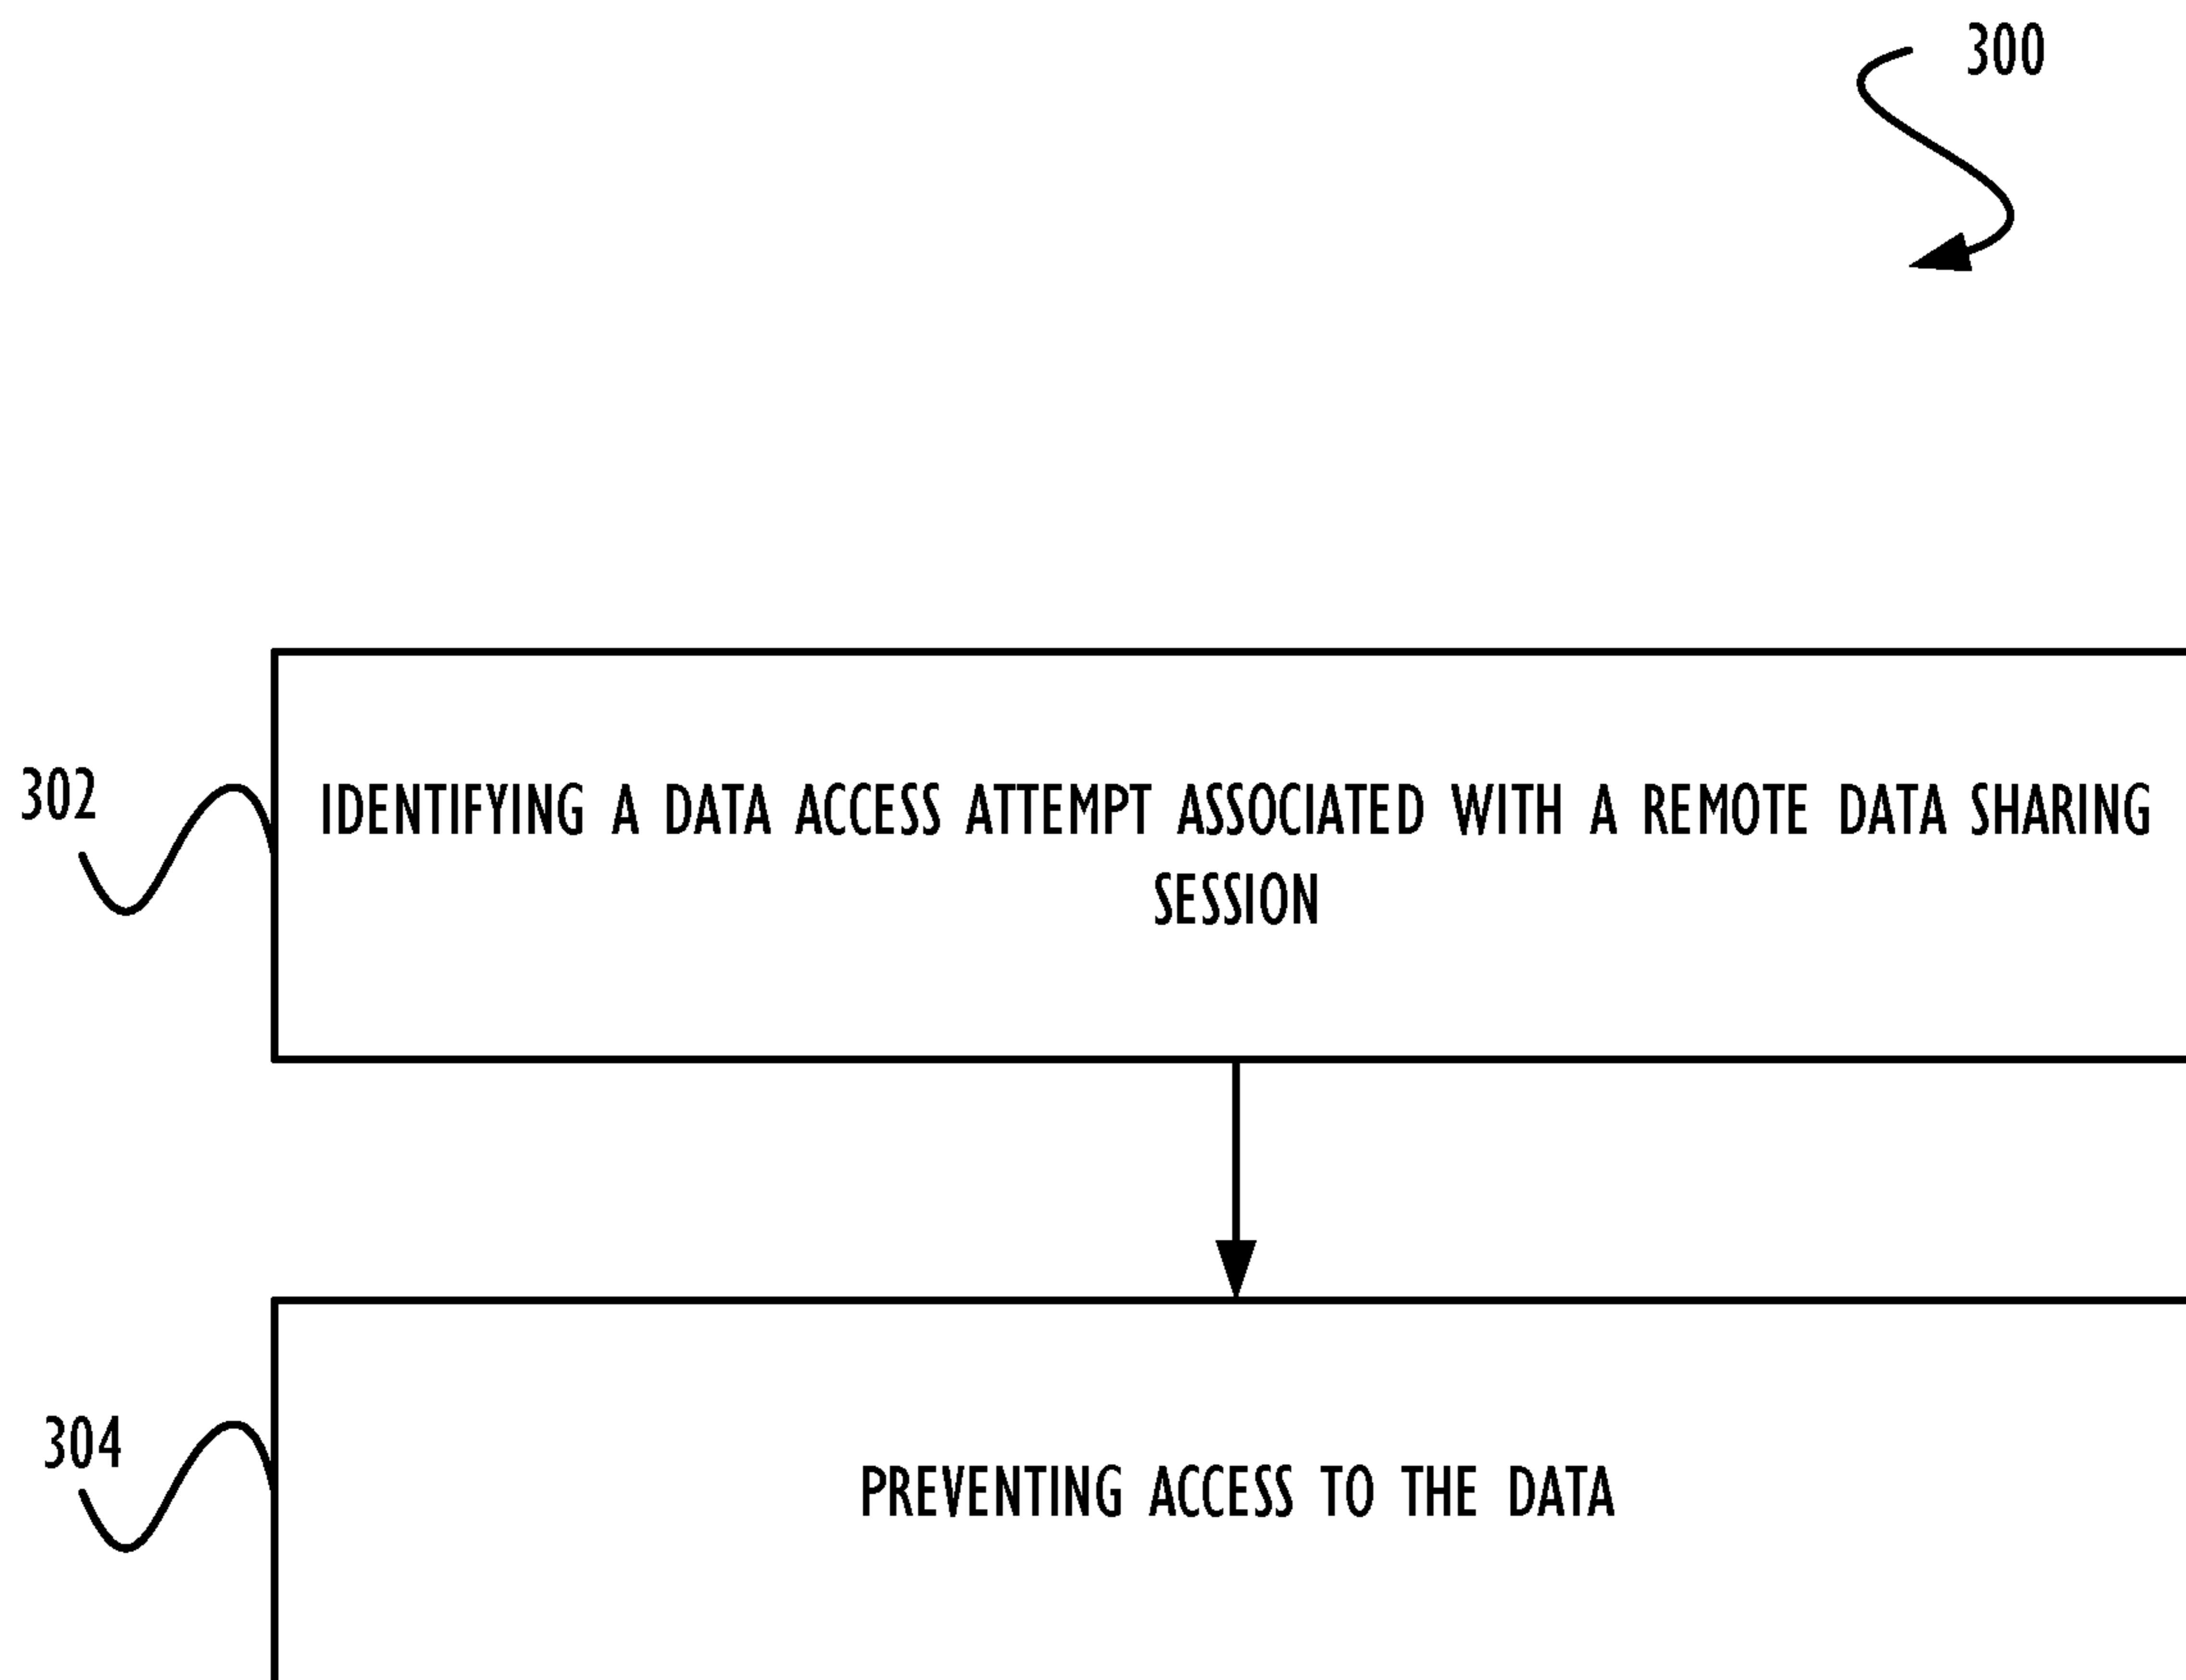 300
302
IDENTIFYING A DATA ACCESS ATTEMPT ASSOCIATED WITH A REMOTE DATA SHARING
SESSION
304
PREVENTING ACCESS TO THE DATA